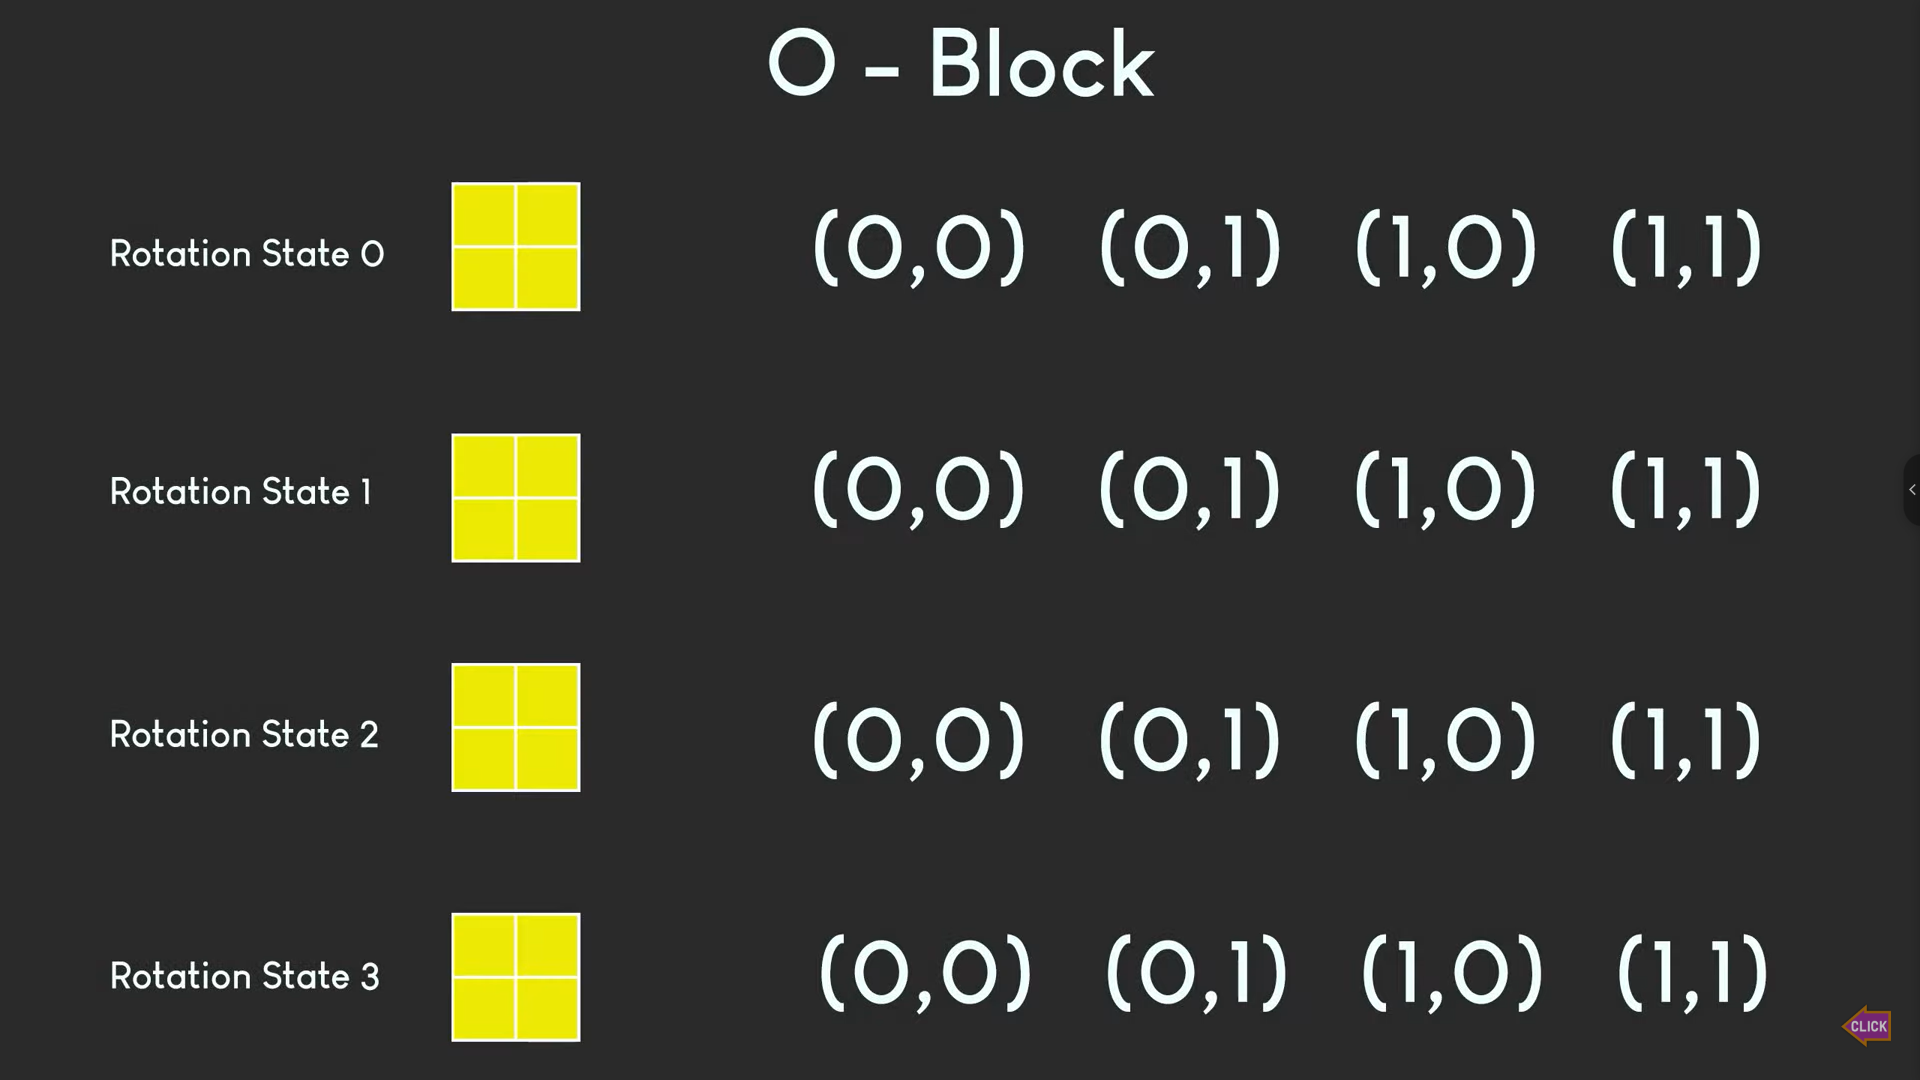 O - Block
Rotation State 0 (0,0) (0,1) (1,0) (1,1)
Rotation State 1 (0,0) (0,1) (1,0) (1,1)
Rotation State 2 (0,0) (0,1) (1,0) (1,1)
Rotation State 3 (0,0) (0,1) (1,0) (1,1)
CLICK